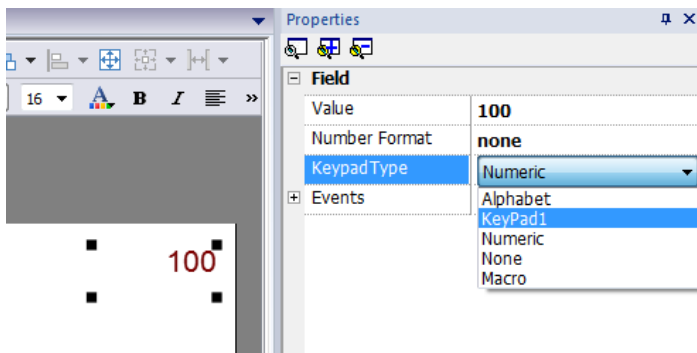 Properties
16 A B I »
Field
Value 100
Number Format none
KeypadType Numeric
Events
Alphabet
KeyPad1
Numeric
None
Macro
100